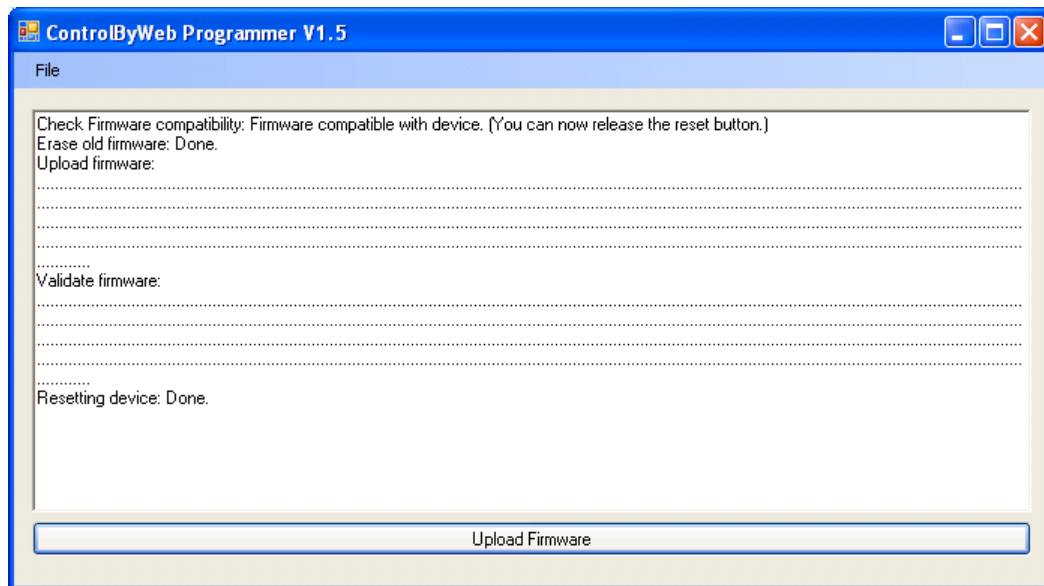 ControlByWeb Programmer V1.5
File
Check Firmware compatibility: Firmware compatible with device. (You can now release the reset button.)
Erase old firmware: Done.
Upload firmware:
................................................................................................................................................................................................................................................
................................................................................................................................................................................................................................................
................................................................................................................................................................................................................................................
................................................................................................................................................................................................................................................
.............
Validate firmware:
................................................................................................................................................................................................................................................
................................................................................................................................................................................................................................................
................................................................................................................................................................................................................................................
................................................................................................................................................................................................................................................
.............
Resetting device: Done.
Upload Firmware